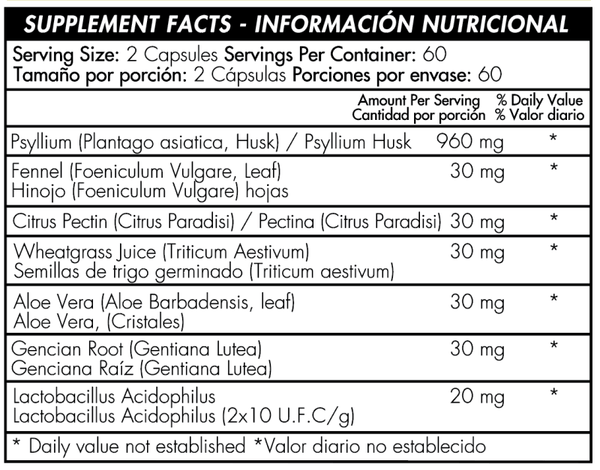 SUPPLEMENT FACTS - INFORMACIÓN NUTRICIONAL
Serving Size: 2 Capsules Servings Per Container: 60
Tamaño por porción: 2 Cápsulas Porciones por envase: 60
Amount Per Serving % Daily Value
Cantidad por porción % Valor diario
Psyllium (Plantago asiatica, Husk) / Psyllium Husk 960 mg *
Fennel (Foeniculum Vulgare, Leaf) 30 mg *
Hinojo (Foeniculum Vulgare) hojas
Citrus Pectin (Citrus Paradisi) / Pectina (Citrus Paradisi) 30 mg *
Wheatgrass Juice (Triticum Aestivum) 30 mg *
Semillas de trigo germinado (Triticum aestivum)
Aloe Vera (Aloe Barbadensis, leaf) 30 mg *
Aloe Vera, (Cristales)
Gencian Root (Gentiana Lutea) 30 mg *
Genciana Raíz (Gentiana Lutea)
Lactobacillus Acidophilus 20 mg *
Lactobacillus Acidophilus (2x10 U.F.C/g)
* Daily value not established *Valor diario no establecido